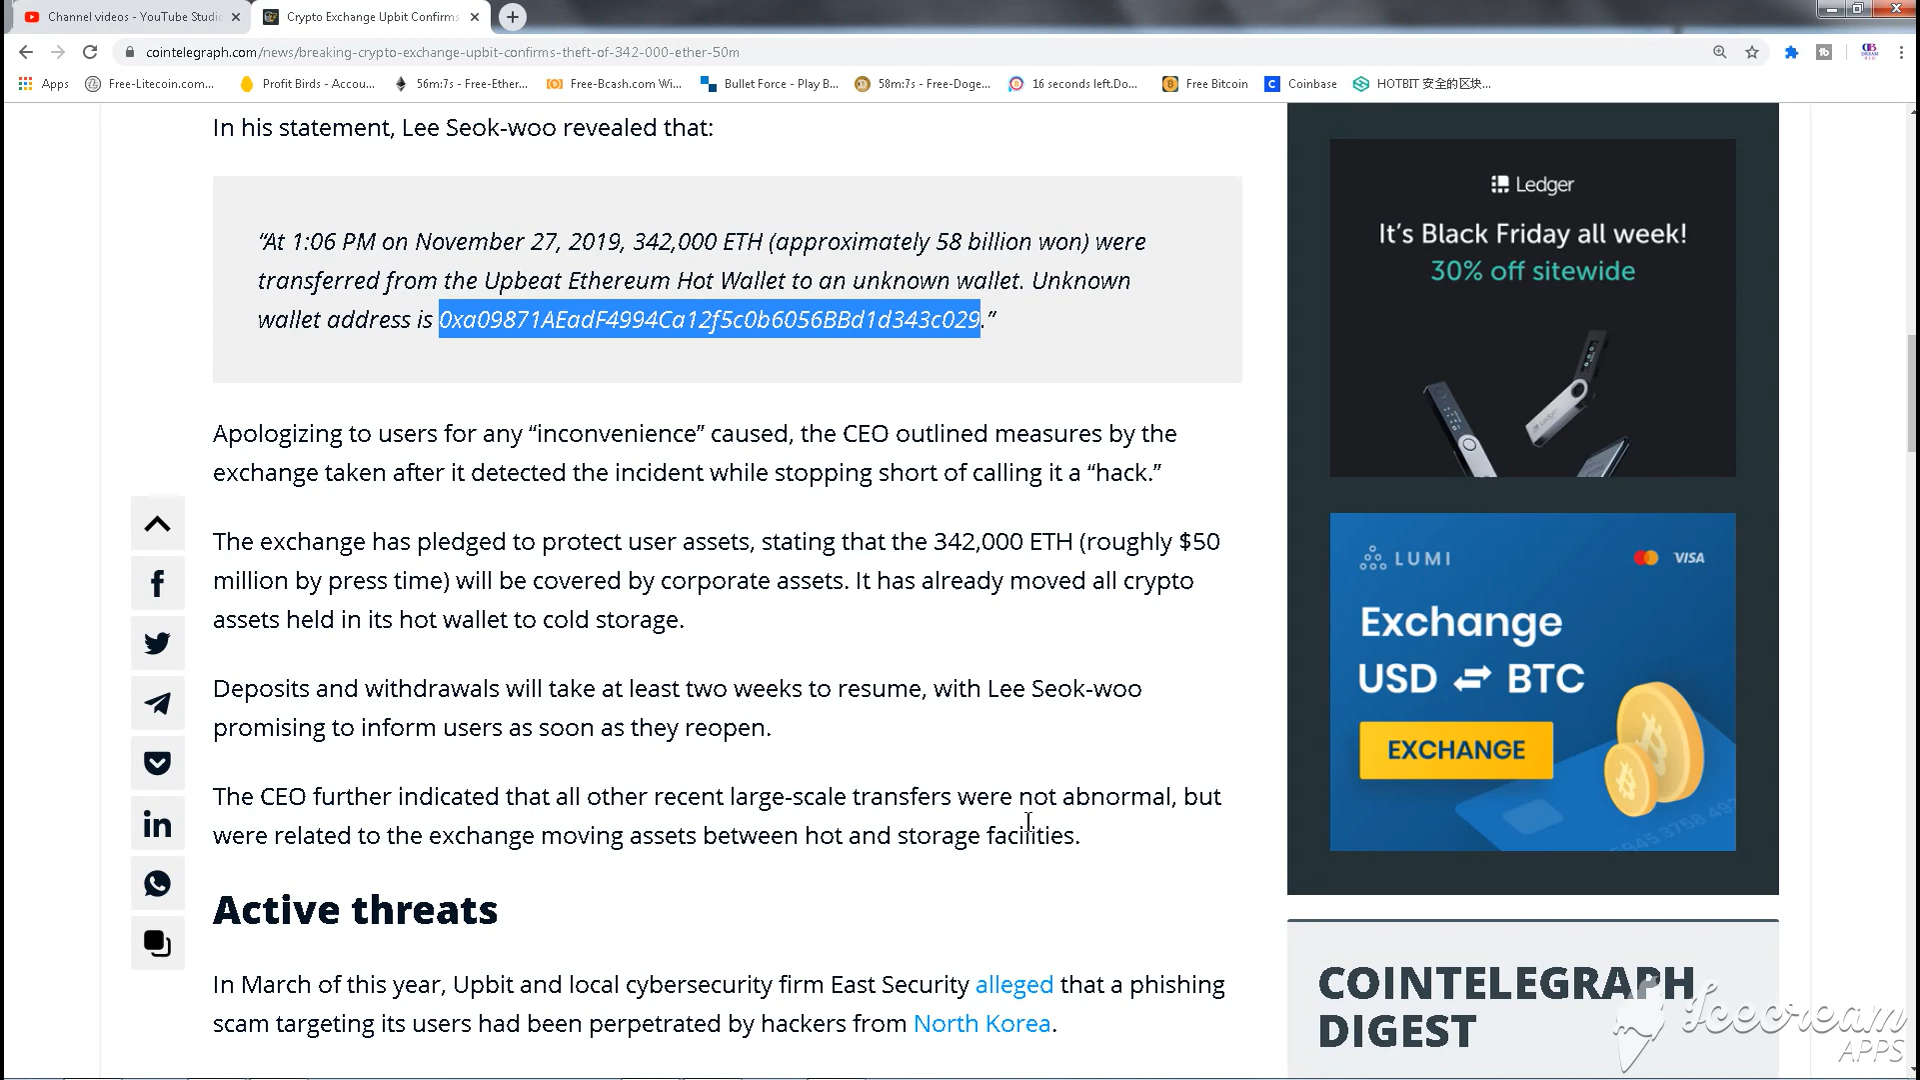 Channel videos - YouTube Studi
Crypto Exchange Upbit Confirms
cointelegraph.com/news/breaking-crypto-exchange-upbit-confirms-theft-of-342-000-ether-50m
Apps
Free-Litecoin.com...
Profit Birds - Accou...
56m:7s - Free-Ether...
Free-Bcash.com Wi...
Bullet Force - Play B...
58m:7s - Free-Doge...
16 seconds left.Do...
Free Bitcoin
Coinbase
HOTBIT 安全的区块...
In his statement, Lee Seok-woo revealed that:
“At 1:06 PM on November 27, 2019, 342,000 ETH (approximately 58 billion won) were
transferred from the Upbeat Ethereum Hot Wallet to an unknown wallet. Unknown
wallet address is 0xa09871AEadF4994Ca12f5c0b6056BBd1d343c029.”
Apologizing to users for any “inconvenience” caused, the CEO outlined measures by the
exchange taken after it detected the incident while stopping short of calling it a “hack.”
The exchange has pledged to protect user assets, stating that the 342,000 ETH (roughly $50
million by press time) will be covered by corporate assets. It has already moved all crypto
assets held in its hot wallet to cold storage.
Deposits and withdrawals will take at least two weeks to resume, with Lee Seok-woo
promising to inform users as soon as they reopen.
The CEO further indicated that all other recent large-scale transfers were not abnormal, but
were related to the exchange moving assets between hot and storage facilities.
Active threats
In March of this year, Upbit and local cybersecurity firm East Security alleged that a phishing
scam targeting its users had been perpetrated by hackers from North Korea.
Ledger
It’s Black Friday all week!
30% off sitewide
LUMI
VISA
Exchange
USD ⇄ BTC
EXCHANGE
COINTELEGRAPH
DIGEST
Icecream
APPS